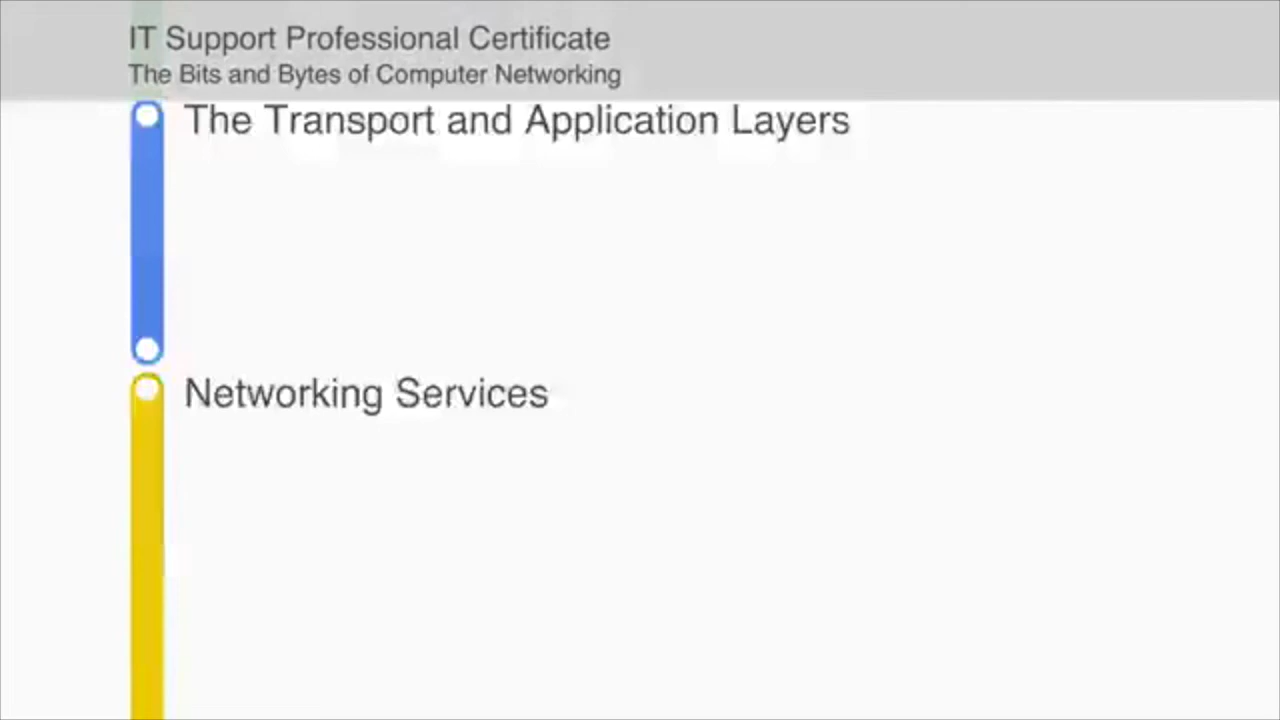 IT Support Professional Certificate
The Bits and Bytes of Computer Networking
The Transport and Application Layers
Networking Services